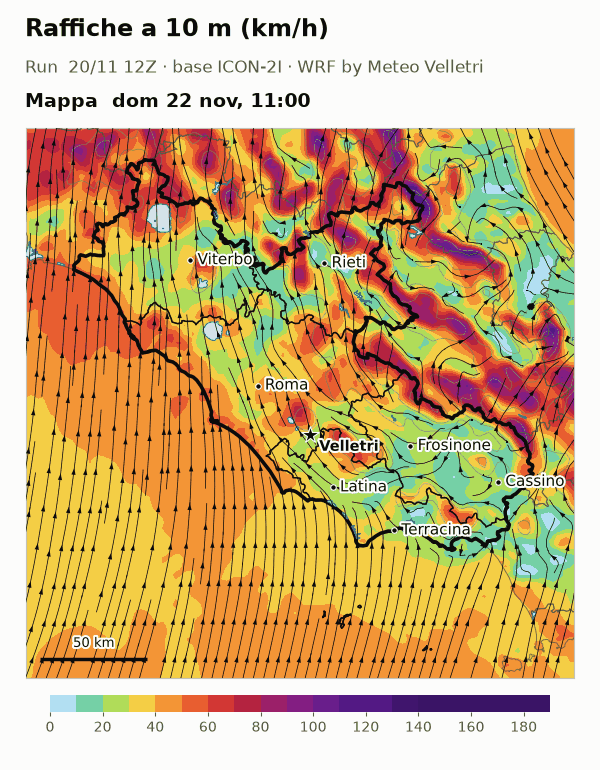 Raffiche a 10 m (km/h)
Run  20/11 12Z · base ICON-2I · WRF by Meteo Velletri
Mappa  dom 22 nov, 11:00
Viterbo
Rieti
Roma
Velletri
Frosinone
Latina
Cassino
Terracina
50 km
0 20 40 60 80 100 120 140 160 180